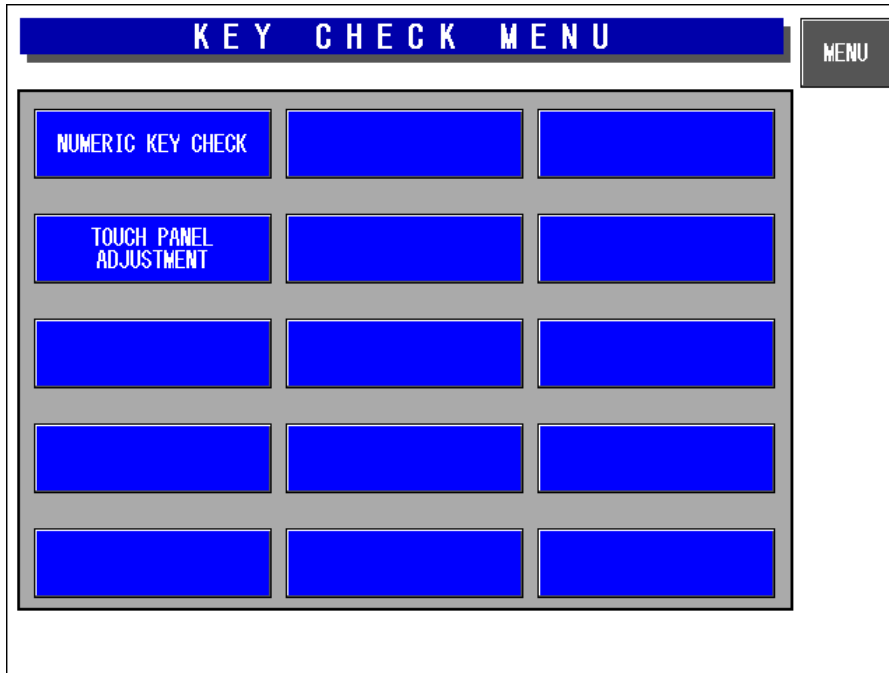 KEY CHECK MENU
MENU
NUMERIC KEY CHECK
TOUCH PANEL
ADJUSTMENT